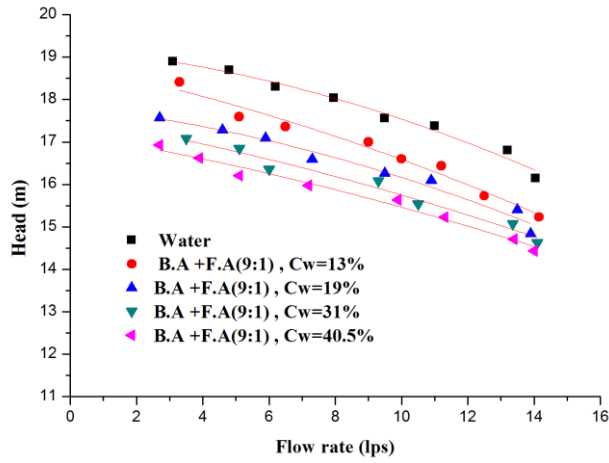 20
19
18
17
16
15
14
13
12
11
Head (m)
Water
B.A +F.A(9:1) , Cw=13%
B.A +F.A(9:1) , Cw=19%
B.A +F.A(9:1) , Cw=31%
B.A +F.A(9:1) , Cw=40.5%
0 2 4 6 8 10 12 14 16
Flow rate (lps)